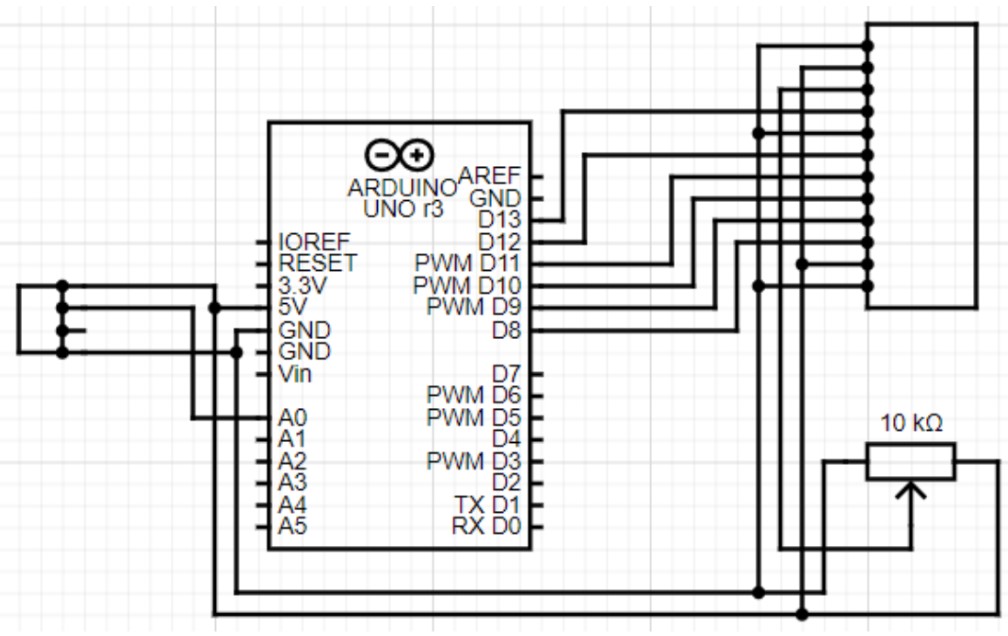 ARDUINO
UNO r3
AREF
GND
D13
D12
PWM D11
PWM D10
PWM D9
D8
D7
PWM D6
PWM D5
D4
PWM D3
D2
TX D1
RX D0
IOREF
RESET
3.3V
5V
GND
GND
Vin
A0
A1
A2
A3
A4
A5
10 kΩ